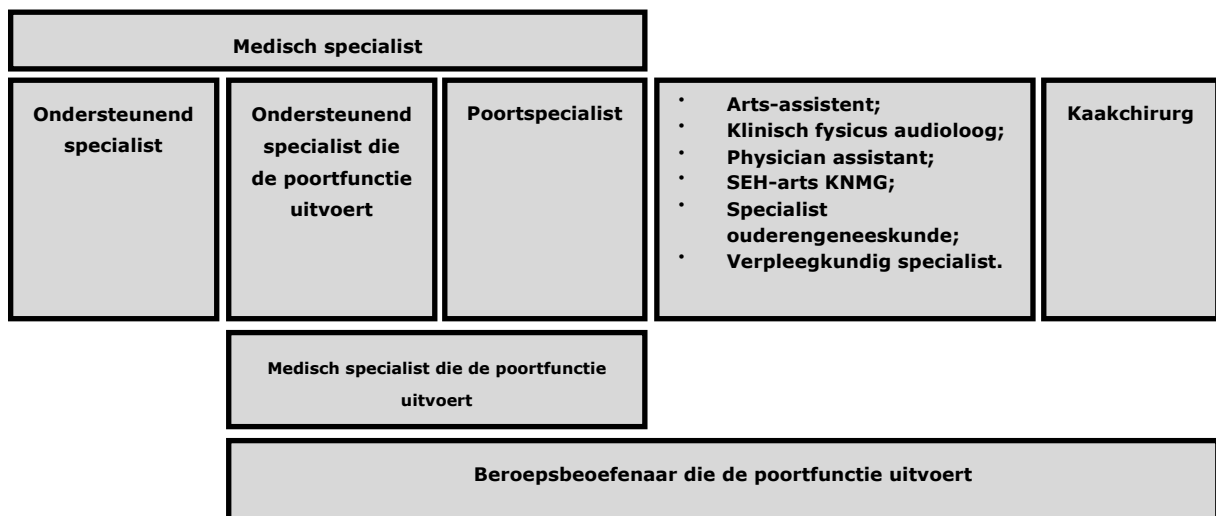 Medisch specialist
Ondersteunend
specialist
Ondersteunend
specialist die
de poortfunctie
uitvoert
Poortspecialist
· Arts-assistent;
· Klinisch fysicus audioloog;
· Physician assistant;
· SEH-arts KNMG;
· Specialist
ouderengeneeskunde;
· Verpleegkundig specialist.
Kaakchirurg
Medisch specialist die de poortfunctie
uitvoert
Beroepsbeoefenaar die de poortfunctie uitvoert